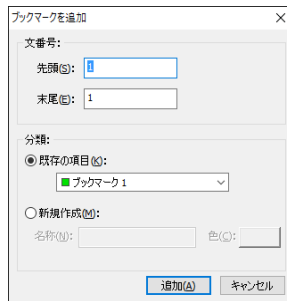 ブックマークを追加
文番号:
先頭(S): 1
末尾(E): 1
分類:
既存の項目(K):
ブックマーク 1
新規作成(M):
名称(N): 色(C):
追加(A) キャンセル